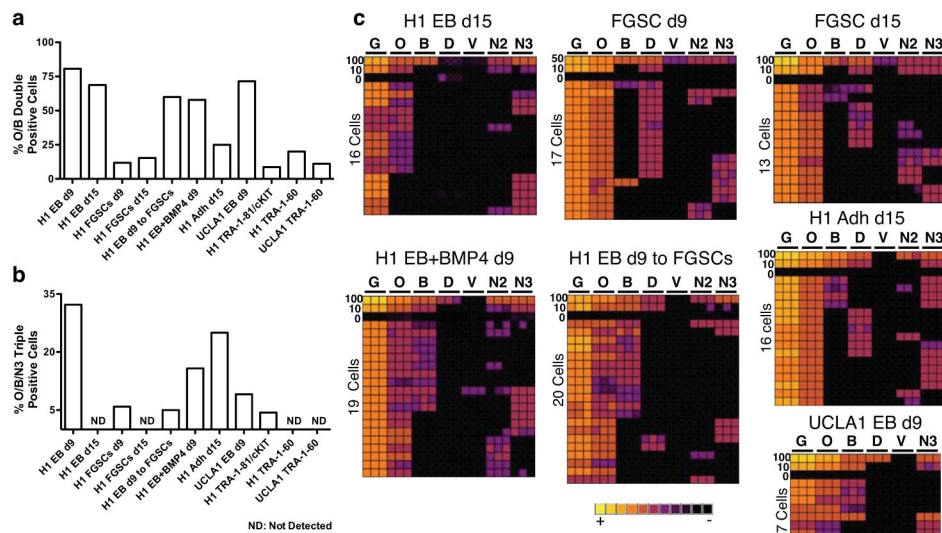 a
% O/B Double
Positive Cells
100
75
50
25
0
H1 EB d9
H1 EB d15
H1 FGSCs d9
H1 FGSCs d15
H1 EB d9 to FGSCs
H1 EB+BMP4 d9
H1 Adh d15
UCLA1 EB d9
H1 TRA-1-81/cKIT
H1 TRA-1-60
UCLA1 TRA-1-60
b
% O/B/N3 Triple
Positive Cells
35
20
5
ND
ND
ND
ND
H1 EB d9
H1 EB d15
H1 FGSCs d9
H1 FGSCs d15
H1 EB d9 to FGSCs
H1 EB+BMP4 d9
H1 Adh d15
UCLA1 EB d9
H1 TRA-1-81/cKIT
H1 TRA-1-60
UCLA1 TRA-1-60
ND: Not Detected
c
H1 EB d15
G O B D V N2 N3
100
10
0
16 Cells
FGSC d9
G O B D V N2 N3
50
10
0
17 Cells
FGSC d15
G O B D V N2 N3
100
10
0
13 Cells
H1 EB+BMP4 d9
G O B D V N2 N3
100
10
0
19 Cells
H1 EB d9 to FGSCs
G O B D V N2 N3
100
10
0
20 Cells
H1 Adh d15
G O B D V N2 N3
100
10
0
16 cells
UCLA1 EB d9
G O B D V N3
100
10
0
7 Cells
+ -